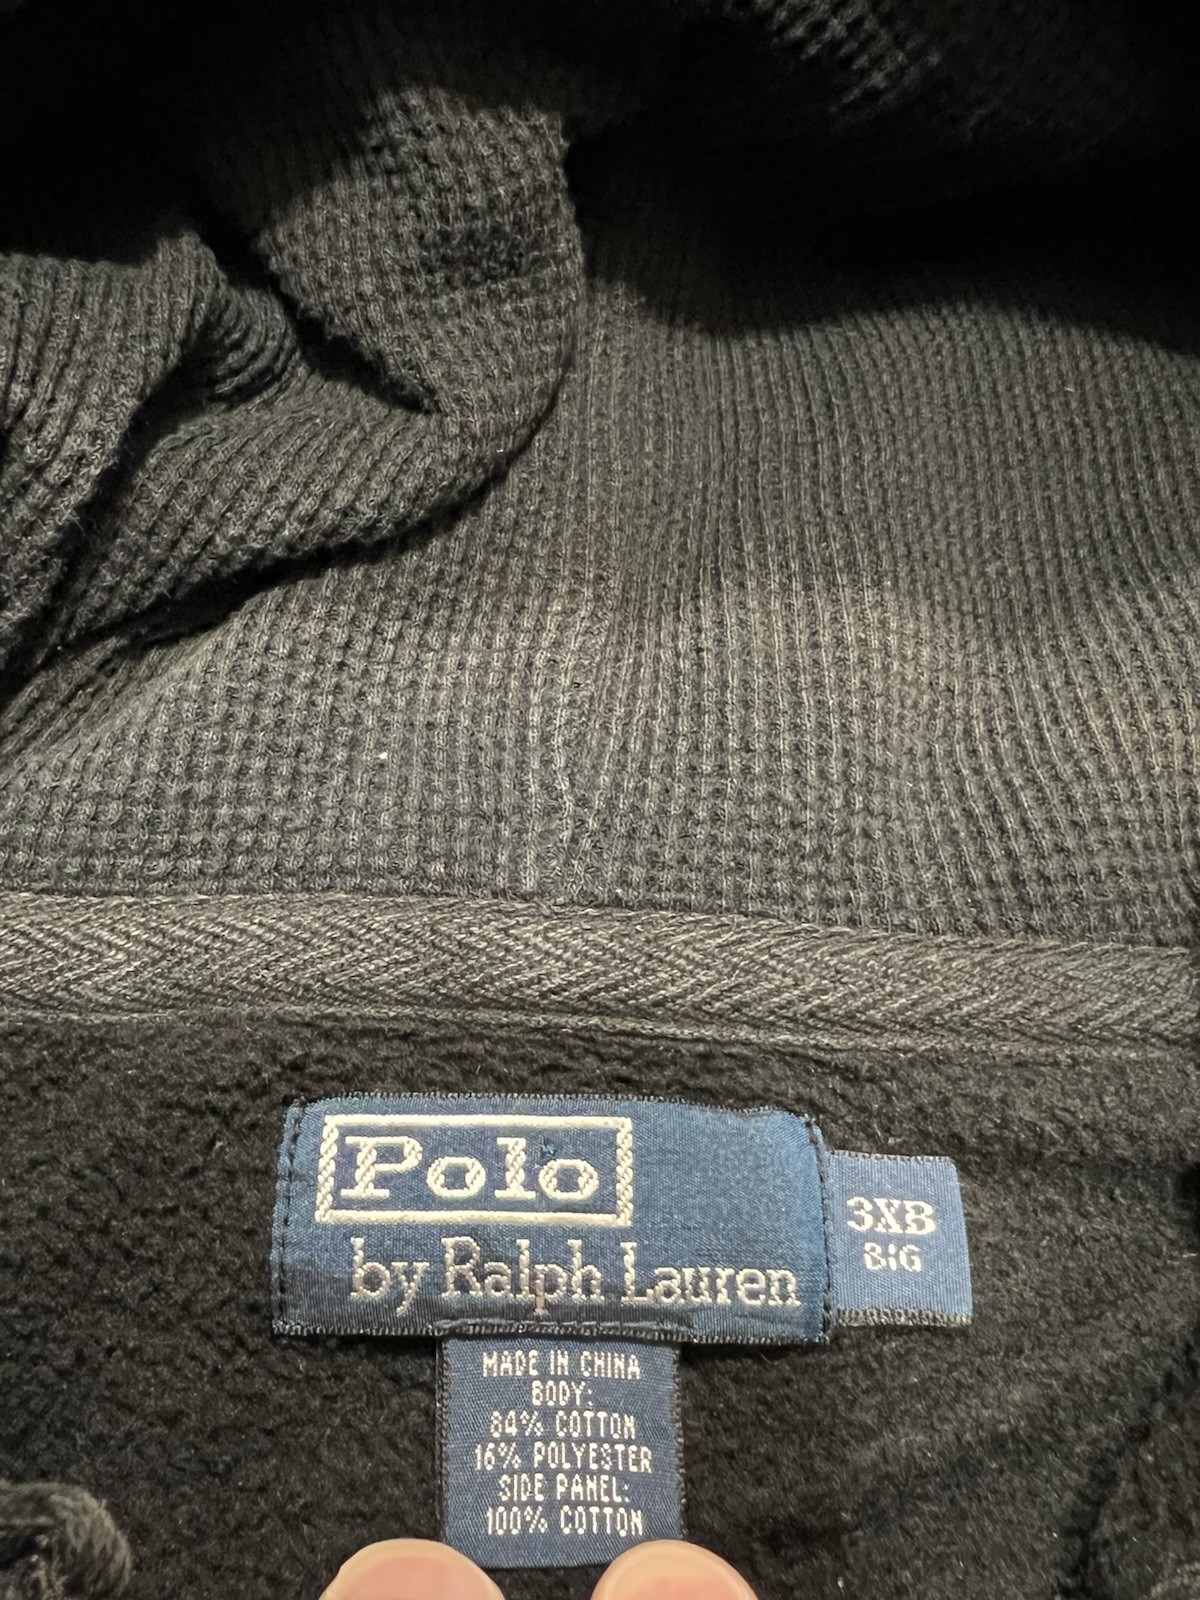 Polo
by Ralph Lauren
3XB
BIG
MADE IN CHINA
BODY:
84% COTTON
16% POLYESTER
SIDE PANEL:
100% COTTON